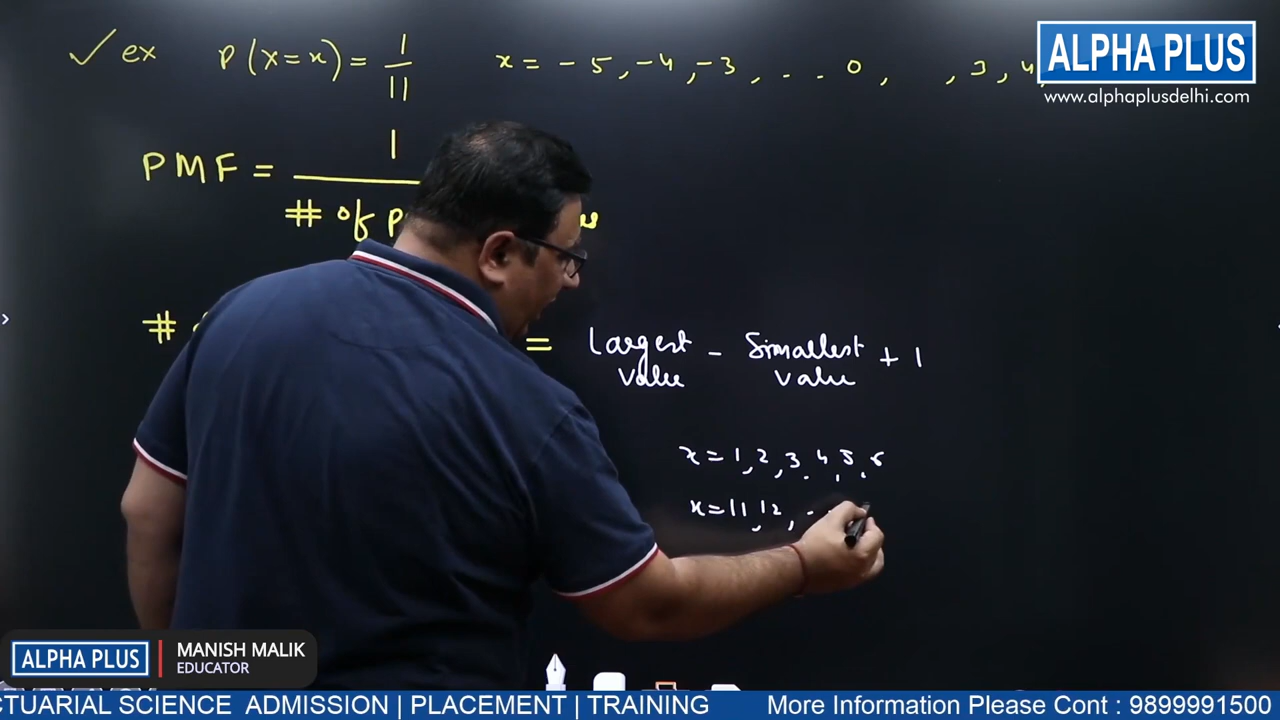 ✓ ex P(X=x) = 1/11 x = -5, -4, -3, .. 0, , 3, 4,
ALPHA PLUS
www.alphaplusdelhi.com
PMF = 1
# of
#
= Largest value - Smallest value + 1
x = 1, 2, 3, 4, 5, 6
x = 11, 12, -
ALPHA PLUS
MANISH MALIK
EDUCATOR
CTUARIAL SCIENCE ADMISSION | PLACEMENT | TRAINING More Information Please Cont : 9899991500